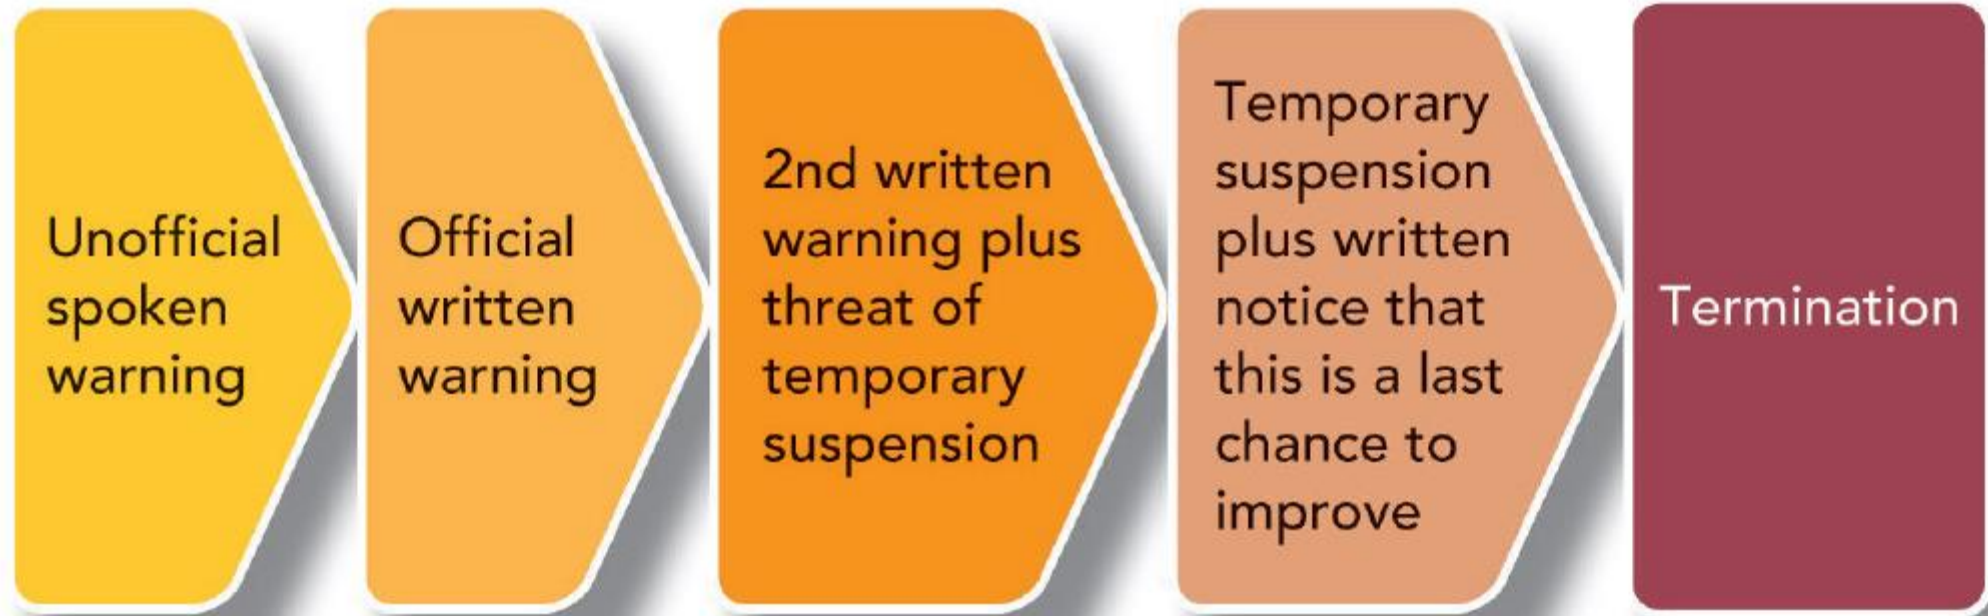 Unofficial
spoken
warning
Official
written
warning
2nd written
warning plus
threat of
temporary
suspension
Temporary
suspension
plus written
notice that
this is a last
chance to
improve
Termination